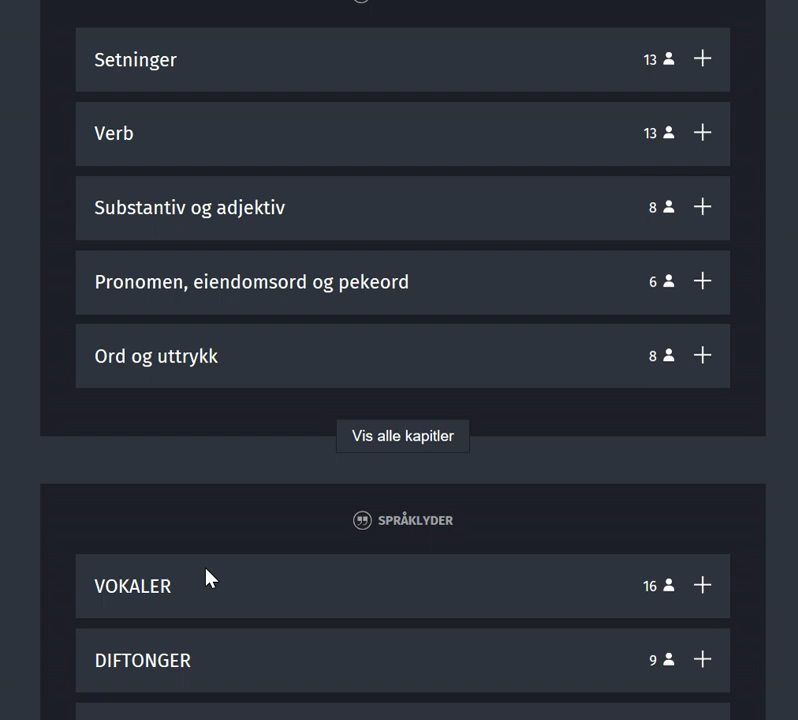 Setninger 13
Verb 13
Substantiv og adjektiv 8
Pronomen, eiendomsord og pekeord 6
Ord og uttrykk 8
Vis alle kapitler
SPRÅKLYDER
VOKALER 16
DIFTONGER 9